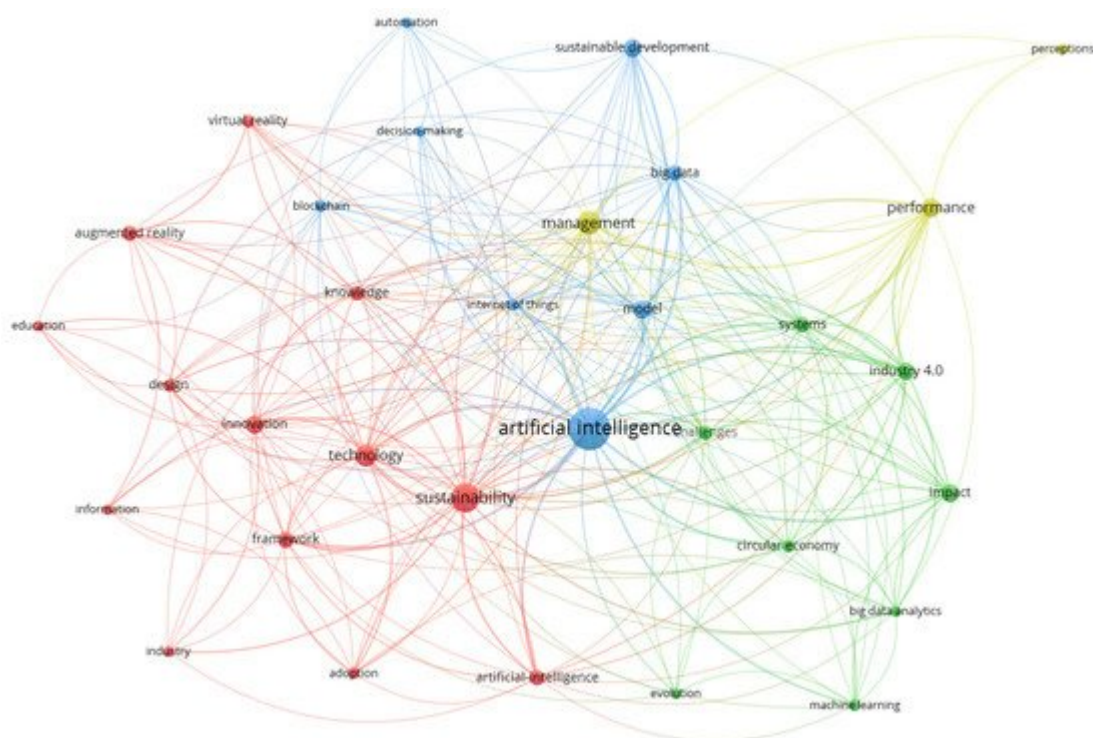 automation
sustainable development
perceptions
virtual reality
decision-making
big data
blockchain
performance
management
augmented reality
knowledge
internet of things
model
systems
education
industry 4.0
design
innovation
artificial intelligence
challenges
technology
sustainability
impact
information
framework
circular economy
big data analytics
industry
adoption
artificial-intelligence
evolution
machine learning